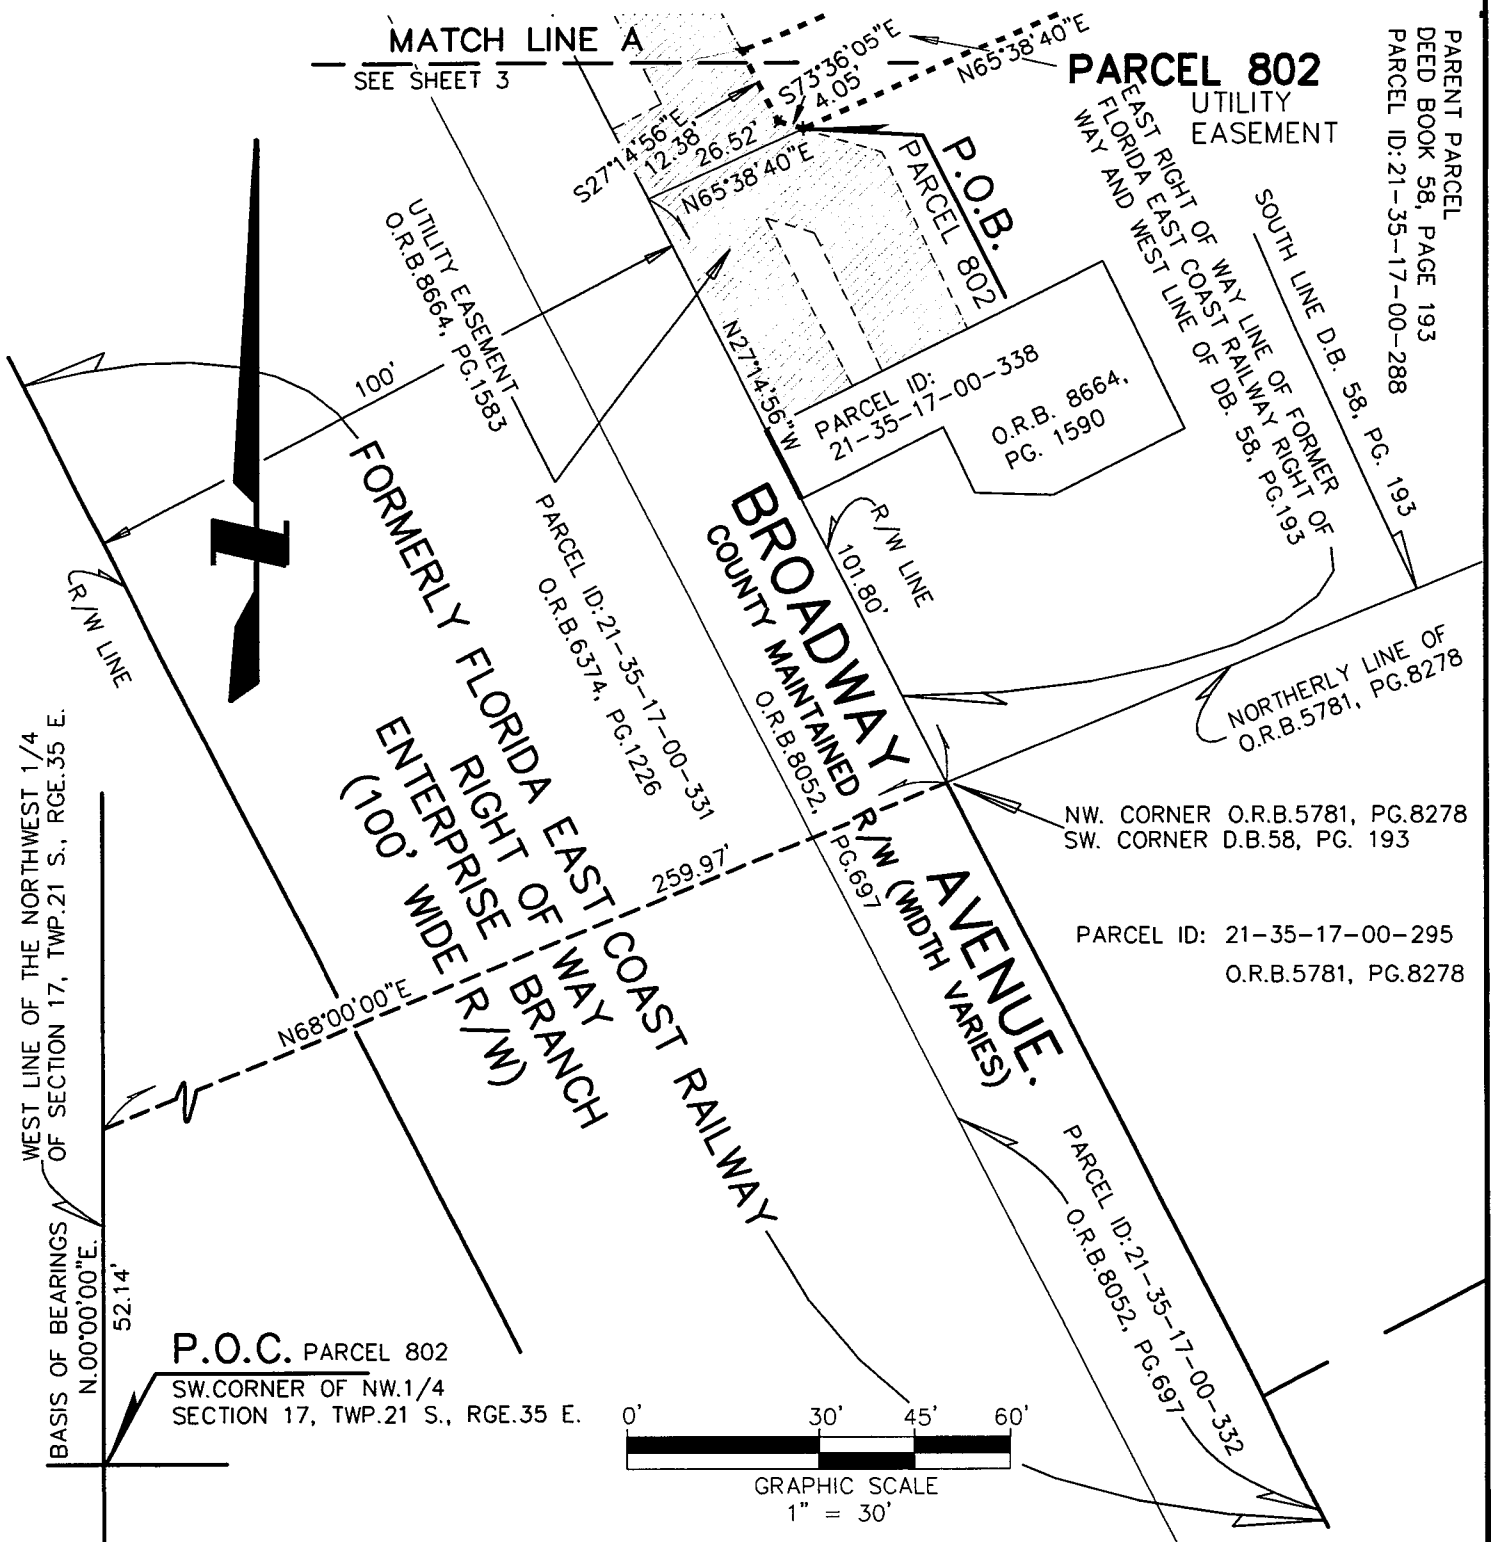 MATCH LINE A
SEE SHEET 3
S73°36'05"E
4.05'
N65°38'40"E
PARCEL 802
UTILITY
EASEMENT
PARENT PARCEL
DEED BOOK 58, PAGE 193
PARCEL ID: 21-35-17-00-288
S27°14'56"E
12.38'
26.52'
N65°38'40"E
P.O.B.
PARCEL 802
EAST RIGHT OF WAY LINE OF FORMER
FLORIDA EAST COAST RAILWAY RIGHT OF
WAY AND WEST LINE OF DB. 58, PG.193
SOUTH LINE D.B. 58, PG. 193
UTILITY EASEMENT
O.R.B.8664, PG.1583
100'
N27°14'56"W
PARCEL ID:
21-35-17-00-338
O.R.B. 8664,
PG. 1590
R/W LINE
101.80'
R/W LINE
FORMERLY FLORIDA EAST COAST RAILWAY
RIGHT OF WAY
ENTERPRISE BRANCH
(100' WIDE R/W)
PARCEL ID:21-35-17-00-331
O.R.B.6374, PG.1226
BROADWAY AVENUE.
COUNTY MAINTAINED R/W (WIDTH VARIES)
O.R.B.8052, PG.697
NORTHERLY LINE OF
O.R.B.5781, PG.8278
NW. CORNER O.R.B.5781, PG.8278
SW. CORNER D.B.58, PG. 193
259.97'
N68°00'00"E
PARCEL ID: 21-35-17-00-295
O.R.B.5781, PG.8278
WEST LINE OF THE NORTHWEST 1/4
OF SECTION 17, TWP.21 S., RGE.35 E.
BASIS OF BEARINGS
N.00°00'00"E.
52.14'
P.O.C. PARCEL 802
SW.CORNER OF NW.1/4
SECTION 17, TWP.21 S., RGE.35 E.
PARCEL ID:21-35-17-00-332
O.R.B.8052, PG.697
0' 30' 45' 60'
GRAPHIC SCALE
1" = 30'